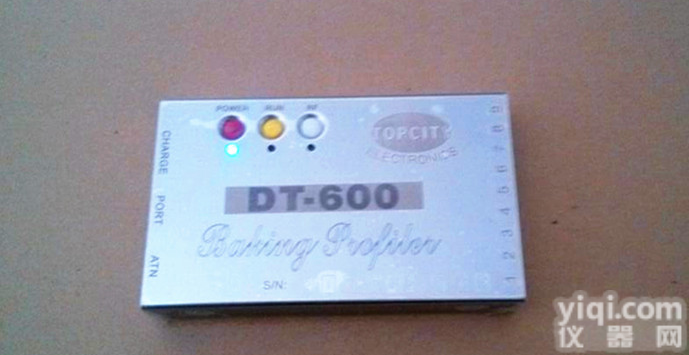 POWER RUN RF
TOPCITY
ELECTRONICS
CHARGE PORT ATN
DT-600
Baking Profiler
S/N:
1 2 3 4 5 6 7 8 9
yiqi.com
仪器网